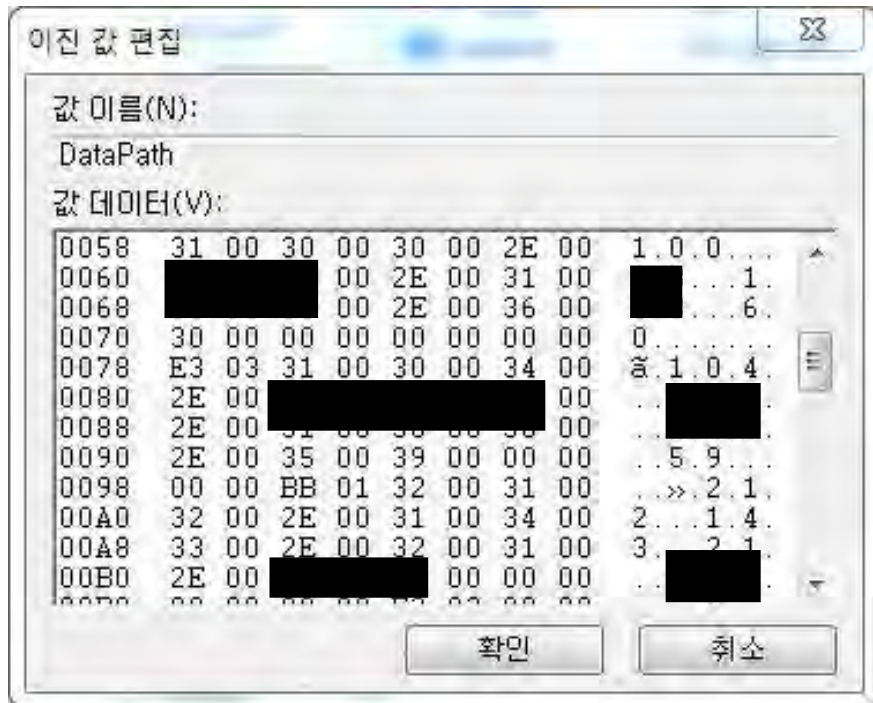 이진 값 편집
값 이름(N):
DataPath
값 데이터(V):
0058 31 00 30 00 30 00 2E 00 1.0.0...
0060 00 2E 00 31 00 ...1.
0068 00 2E 00 36 00 ...6.
0070 30 00 00 00 00 00 00 00 0.......
0078 E3 03 31 00 30 00 34 00 ã.1.0.4.
0080 2E 00 00 .. .
0088 2E 00 00 .. .
0090 2E 00 35 00 39 00 00 00 ..5.9...
0098 00 00 BB 01 32 00 31 00 ..».2.1.
00A0 32 00 2E 00 31 00 34 00 2...1.4.
00A8 33 00 2E 00 32 00 31 00 3...2.1.
00B0 2E 00 00 00 00 .. .
확인 취소